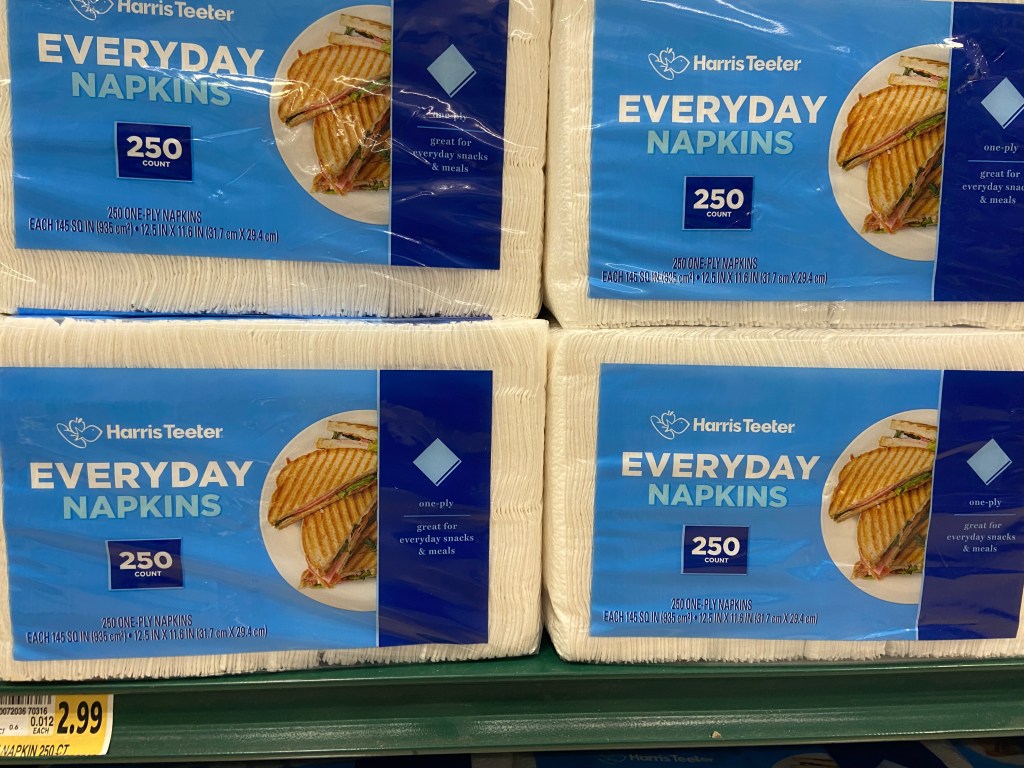 Harris Teeter
EVERYDAY
NAPKINS
250
COUNT
250 ONE-PLY NAPKINS
EACH 145 SQ IN (935 cm²) • 12.5 IN X 11.6 IN (31.7 cm X 29.4 cm)
one-ply
great for
everyday snacks
& meals
Harris Teeter
EVERYDAY
NAPKINS
250
COUNT
250 ONE-PLY NAPKINS
EACH 145 SQ IN (935 cm²) • 12.5 IN X 11.6 IN (31.7 cm X 29.4 cm)
one-ply
great for
everyday snac
& meals
Harris Teeter
EVERYDAY
NAPKINS
250
COUNT
250 ONE-PLY NAPKINS
EACH 145 SQ IN (935 cm²) • 12.5 IN X 11.6 IN (31.7 cm X 29.4 cm)
one-ply
great for
everyday snacks
& meals
Harris Teeter
EVERYDAY
NAPKINS
250
COUNT
250 ONE-PLY NAPKINS
EACH 145 SQ IN (935 cm²) • 12.5 IN X 11.6 IN (31.7 cm X 29.4 cm)
one-ply
great for
everyday snacks
& meals
0072036 70316
0.6
0.012
EACH
2.99
NAPKIN 250 CT
Harris Teeter